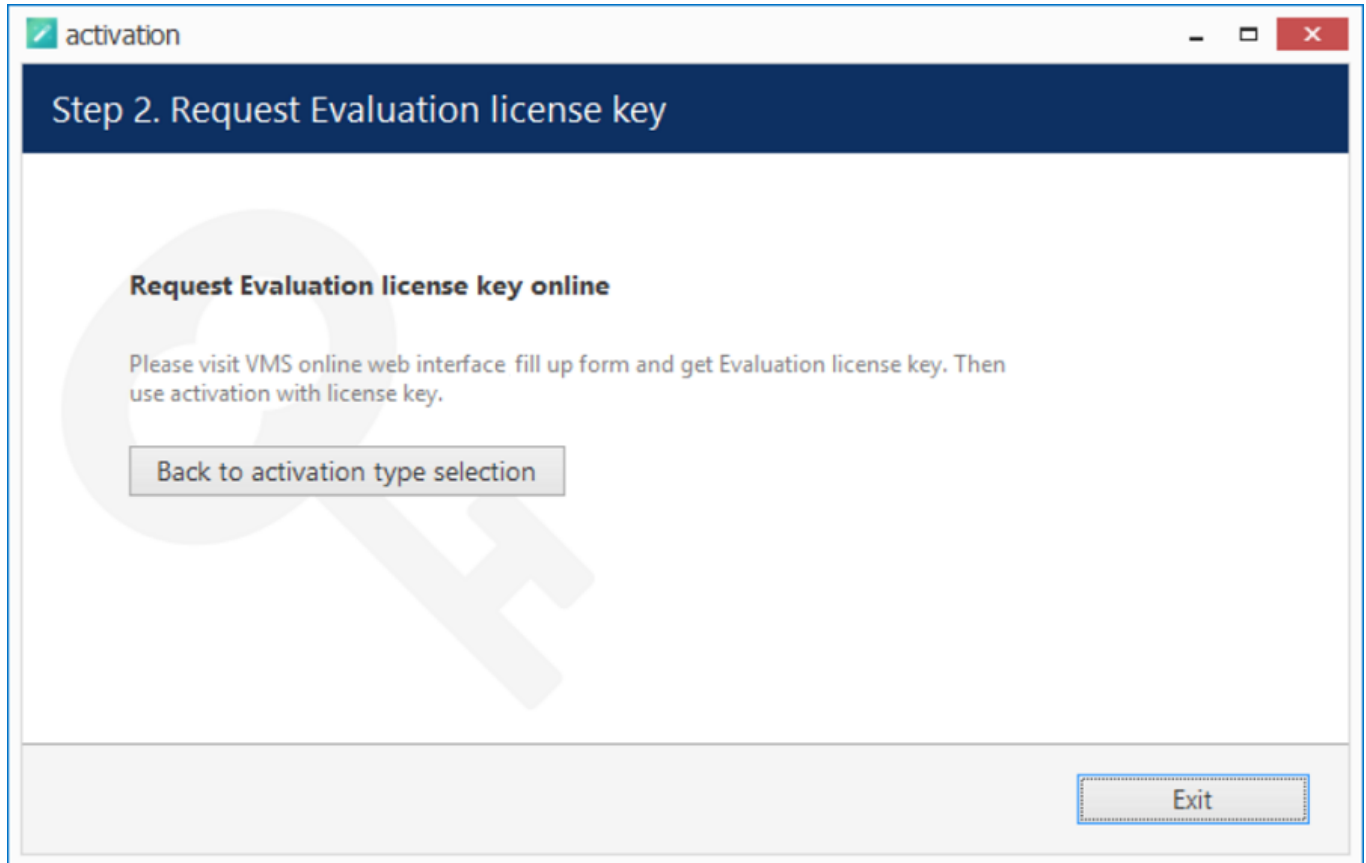 activation
Step 2. Request Evaluation license key
Request Evaluation license key online
Please visit VMS online web interface fill up form and get Evaluation license key. Then
use activation with license key.
Back to activation type selection
Exit